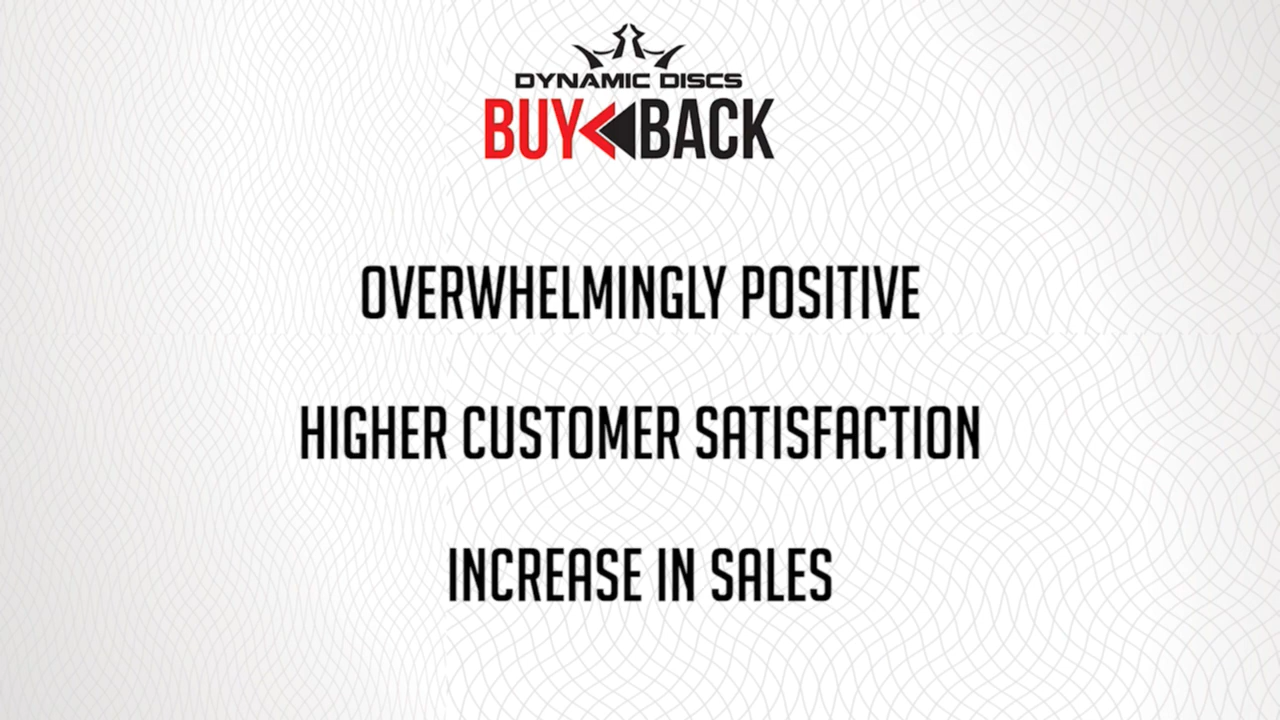 DYNAMIC DISCS
BUY BACK
OVERWHELMINGLY POSITIVE
HIGHER CUSTOMER SATISFACTION
INCREASE IN SALES